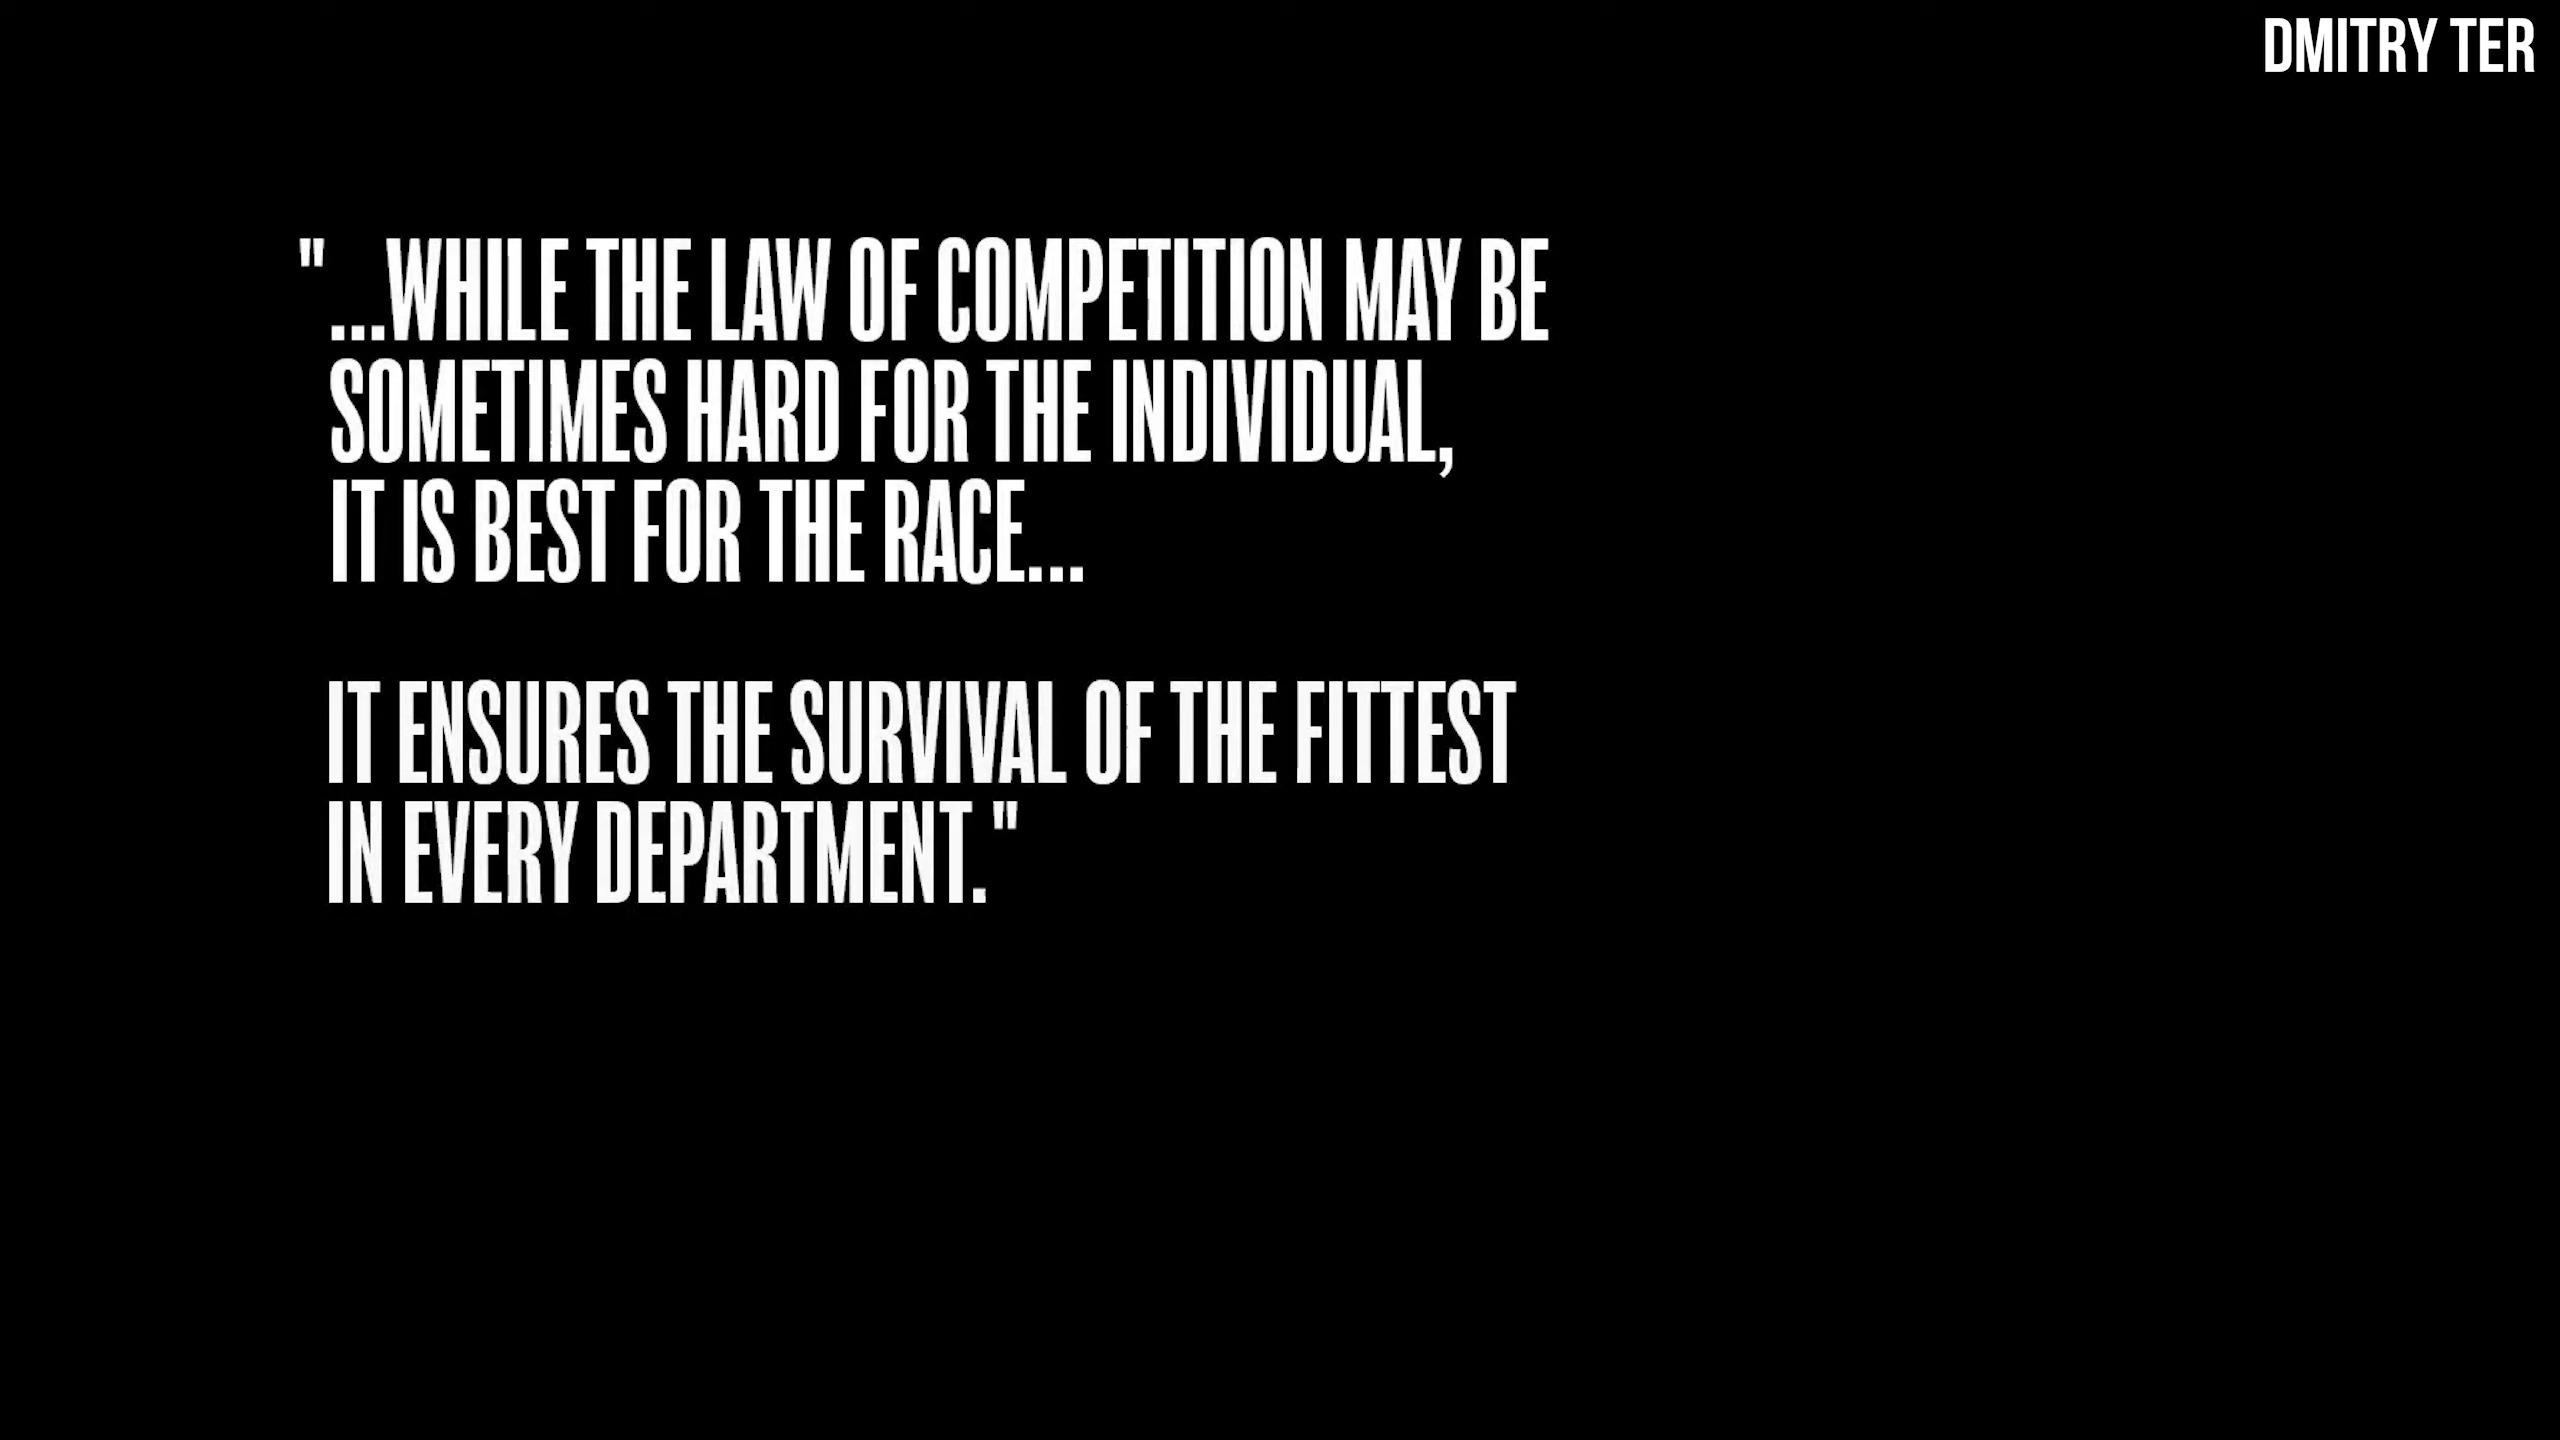 DMITRY TER
"...WHILE THE LAW OF COMPETITION MAY BE
SOMETIMES HARD FOR THE INDIVIDUAL,
IT IS BEST FOR THE RACE...
IT ENSURES THE SURVIVAL OF THE FITTEST
IN EVERY DEPARTMENT."